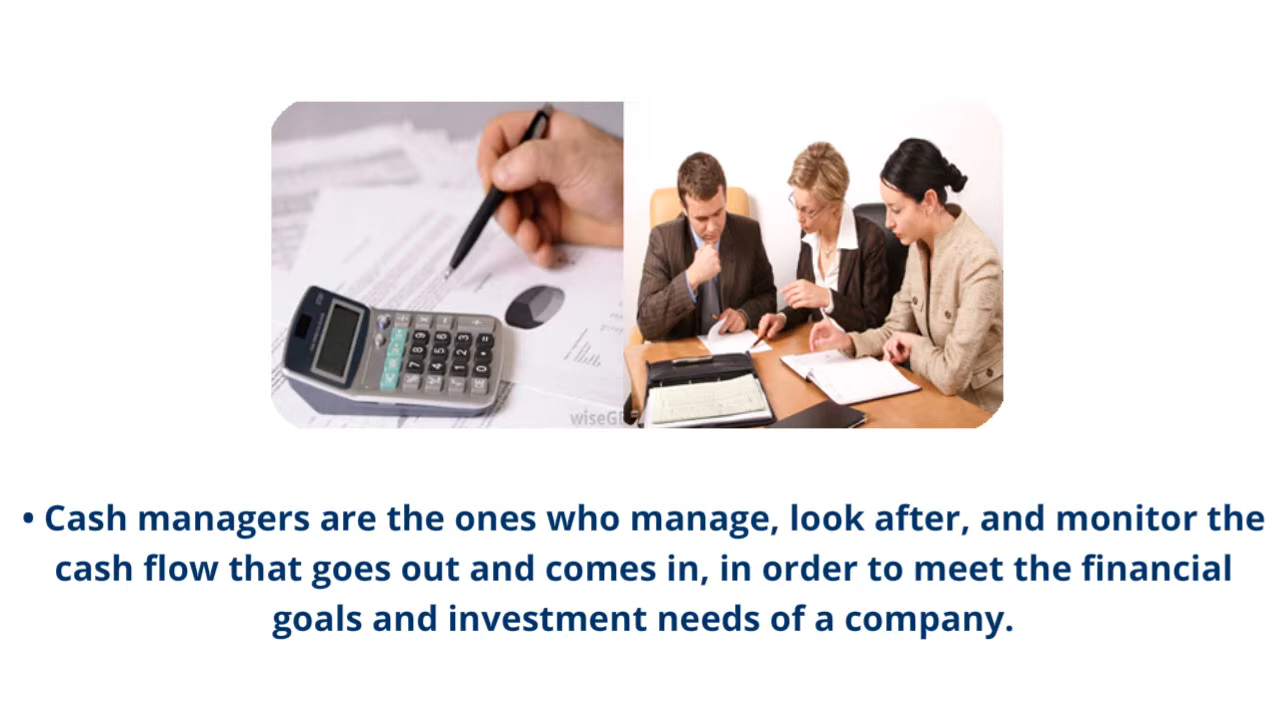 wiseGE
• Cash managers are the ones who manage, look after, and monitor the
cash flow that goes out and comes in, in order to meet the financial
goals and investment needs of a company.